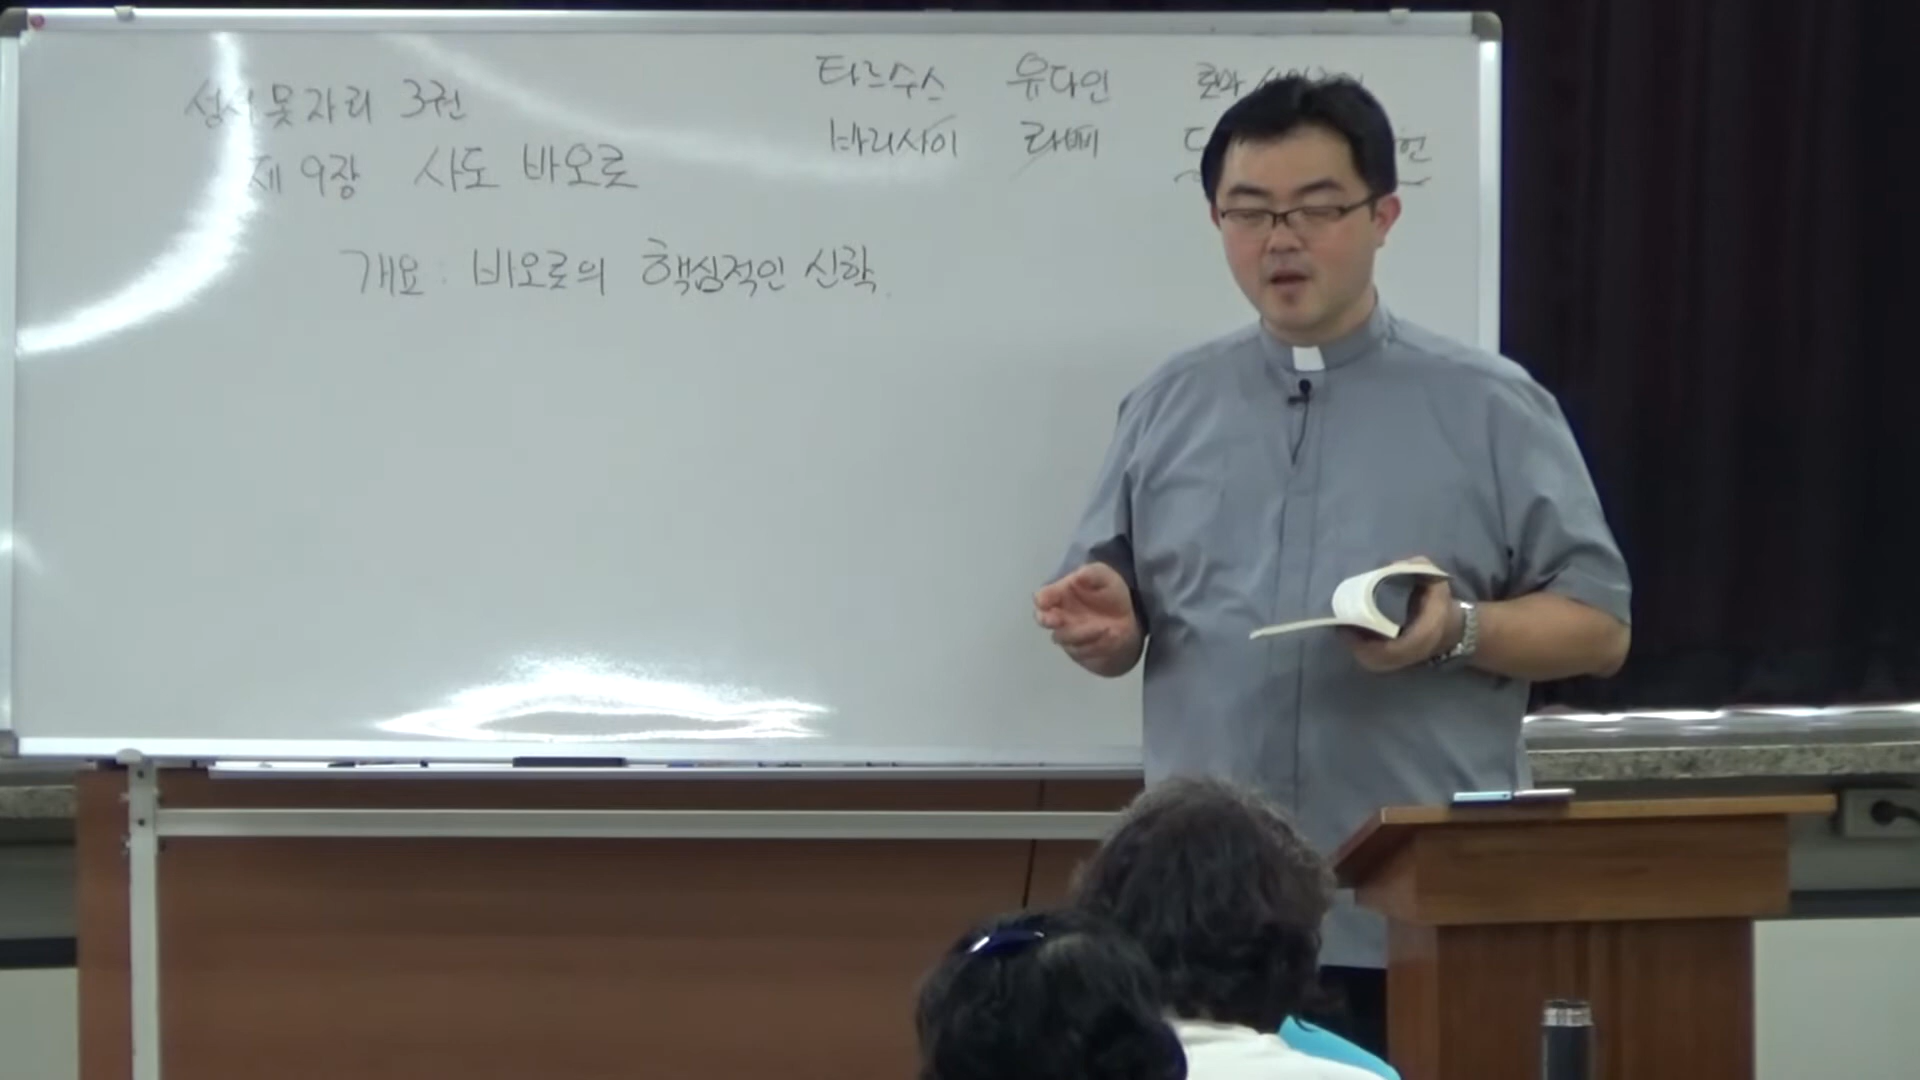 성서못자리 3권
제 9장 사도 바오로
개요 : 바오로의 핵심적인 신학
타르수스 유다인 로마
바리사이 라삐